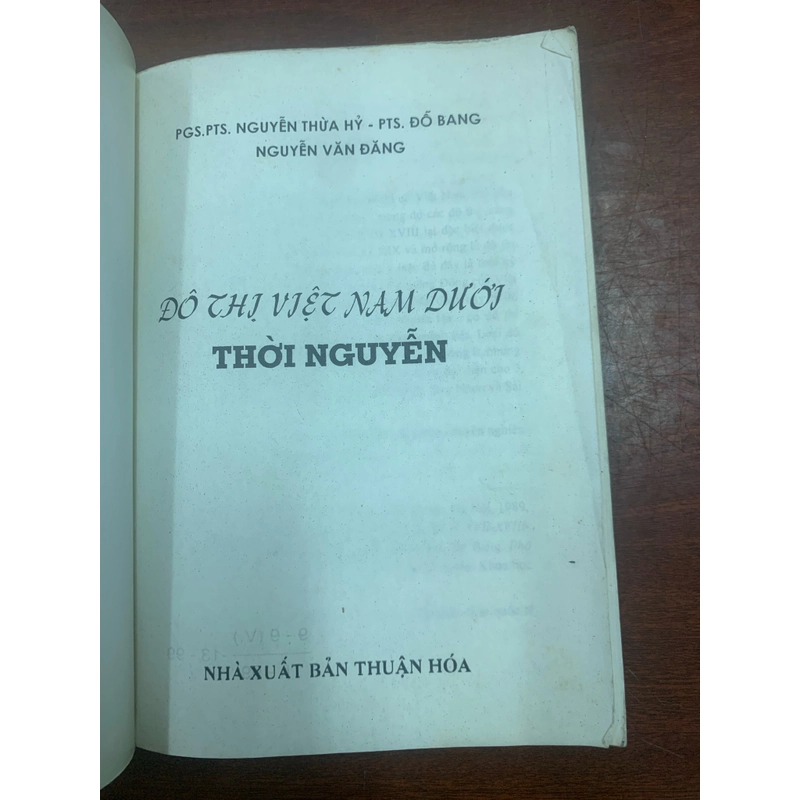 PGS.PTS. NGUYỄN THỪA HỶ - PTS. ĐỖ BANG
NGUYỄN VĂN ĐĂNG
ĐÔ THỊ VIỆT NAM DƯỚI
THỜI NGUYỄN
NHÀ XUẤT BẢN THUẬN HÓA